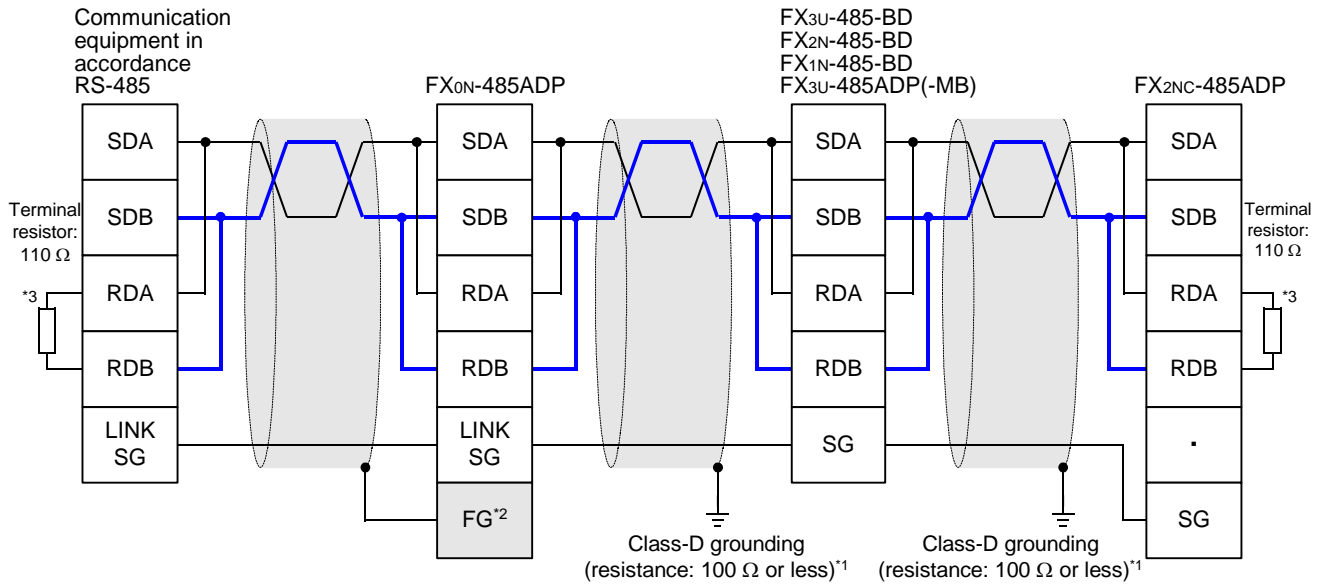 Communication
equipment in
accordance
RS-485
FX0N-485ADP
FX3U-485-BD
FX2N-485-BD
FX1N-485-BD
FX3U-485ADP(-MB)
FX2NC-485ADP
SDA
SDB
RDA
RDB
LINK
SG
Terminal
resistor:
110 Ω
*3
SDA
SDB
RDA
RDB
LINK
SG
FG*2
SDA
SDB
RDA
RDB
SG
Class-D grounding
(resistance: 100 Ω or less)*1
Class-D grounding
(resistance: 100 Ω or less)*1
SDA
SDB
RDA
RDB
.
SG
Terminal
resistor:
110 Ω
*3